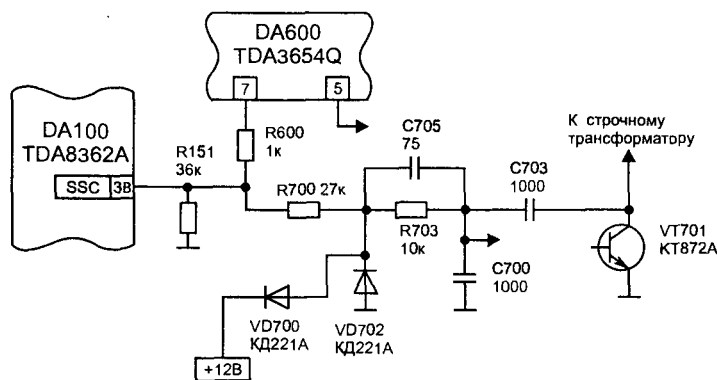 DA600
TDA3654Q
7
5
К строчному
трансформатору
DA100
TDA8362A
SSC
38
R151
36к
R600
1к
C705
75
C703
1000
R700 27к
R703
10к
VT701
КТ872А
C700
1000
VD700
КД221А
VD702
КД221А
+12В